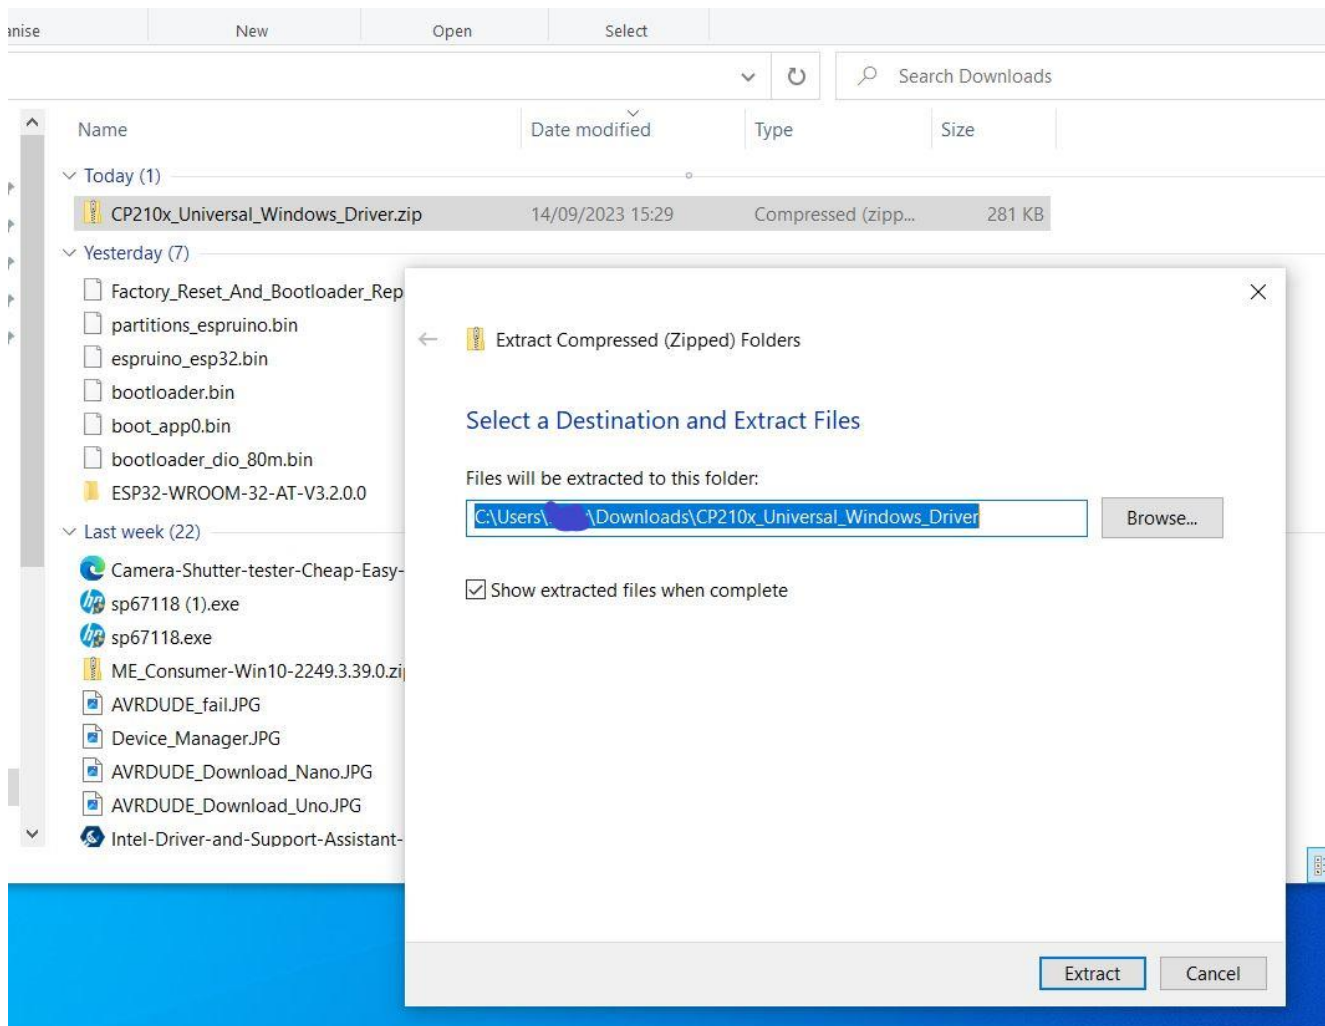 anise New Open Select
Search Downloads
Name Date modified Type Size
Today (1)
CP210x_Universal_Windows_Driver.zip 14/09/2023 15:29 Compressed (zipp... 281 KB
Yesterday (7)
Factory_Reset_And_Bootloader_Rep
partitions_espruino.bin
espruino_esp32.bin
bootloader.bin
boot_app0.bin
bootloader_dio_80m.bin
ESP32-WROOM-32-AT-V3.2.0.0
Last week (22)
Camera-Shutter-tester-Cheap-Easy-
sp67118 (1).exe
sp67118.exe
ME_Consumer-Win10-2249.3.39.0.zi
AVRDUDE_fail.JPG
Device_Manager.JPG
AVRDUDE_Download_Nano.JPG
AVRDUDE_Download_Uno.JPG
Intel-Driver-and-Support-Assistant-
Extract Compressed (Zipped) Folders
Select a Destination and Extract Files
Files will be extracted to this folder:
C:\Users\ \Downloads\CP210x_Universal_Windows_Driver
Browse...
Show extracted files when complete
Extract Cancel